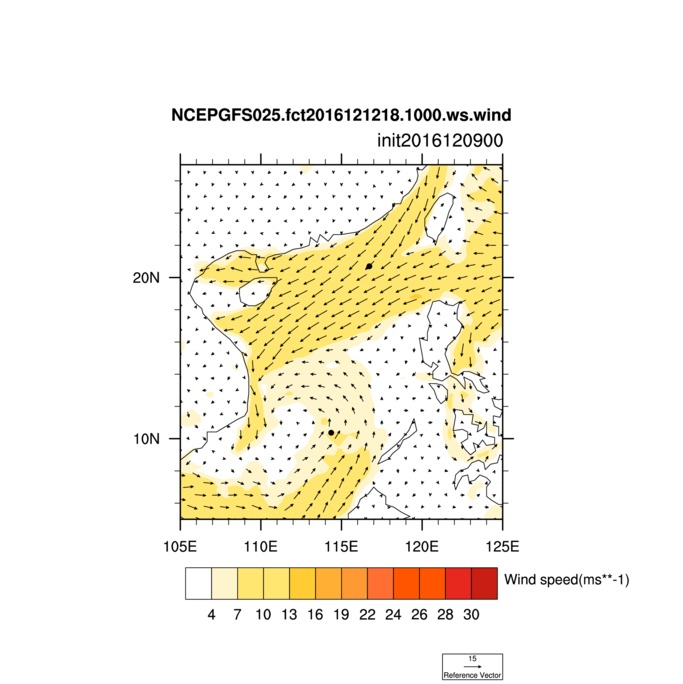 NCEPGFS025.fct2016121218.1000.ws.wind
init2016120900
20N
10N
105E 110E 115E 120E 125E
Wind speed(ms**-1)
4 7 10 13 16 19 22 24 26 28 30
15
Reference Vector